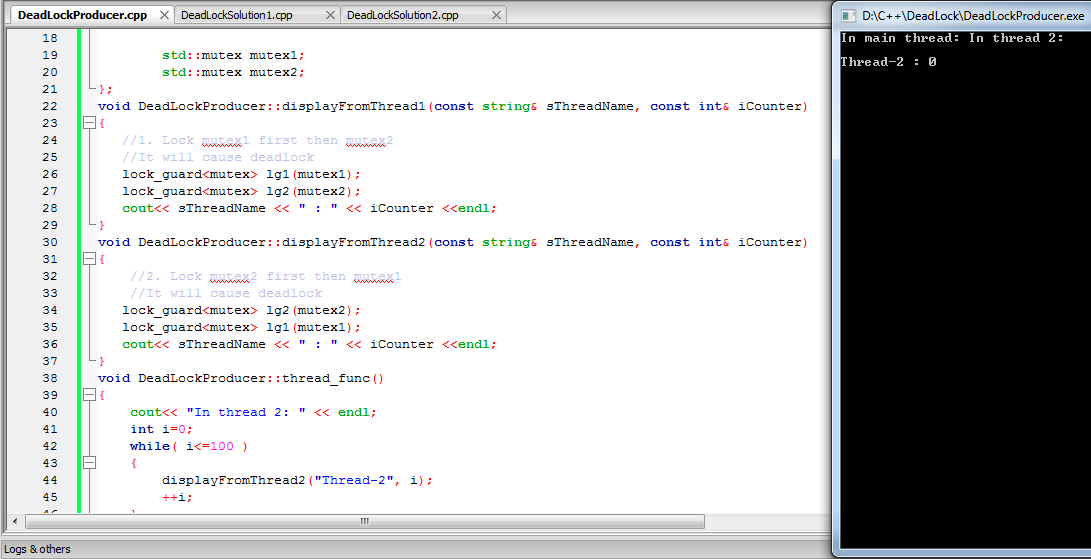 DeadLockProducer.cpp
DeadLockSolution1.cpp
DeadLockSolution2.cpp
18
19 std::mutex mutex1;
20 std::mutex mutex2;
21 };
22 void DeadLockProducer::displayFromThread1(const string& sThreadName, const int& iCounter)
23 {
24 //1. Lock mutex1 first then mutex2
25 //It will cause deadlock
26 lock_guard<mutex> lg1(mutex1);
27 lock_guard<mutex> lg2(mutex2);
28 cout<< sThreadName << " : " << iCounter <<endl;
29 }
30 void DeadLockProducer::displayFromThread2(const string& sThreadName, const int& iCounter)
31 {
32 //2. Lock mutex2 first then mutex1
33 //It will cause deadlock
34 lock_guard<mutex> lg2(mutex2);
35 lock_guard<mutex> lg1(mutex1);
36 cout<< sThreadName << " : " << iCounter <<endl;
37 }
38 void DeadLockProducer::thread_func()
39 {
40 cout<< "In thread 2: " << endl;
41 int i=0;
42 while( i<=100 )
43 {
44 displayFromThread2("Thread-2", i);
45 ++i;
46 }
Logs & others
D:\C++\DeadLock\DeadLockProducer.exe
In main thread: In thread 2:
Thread-2 : 0